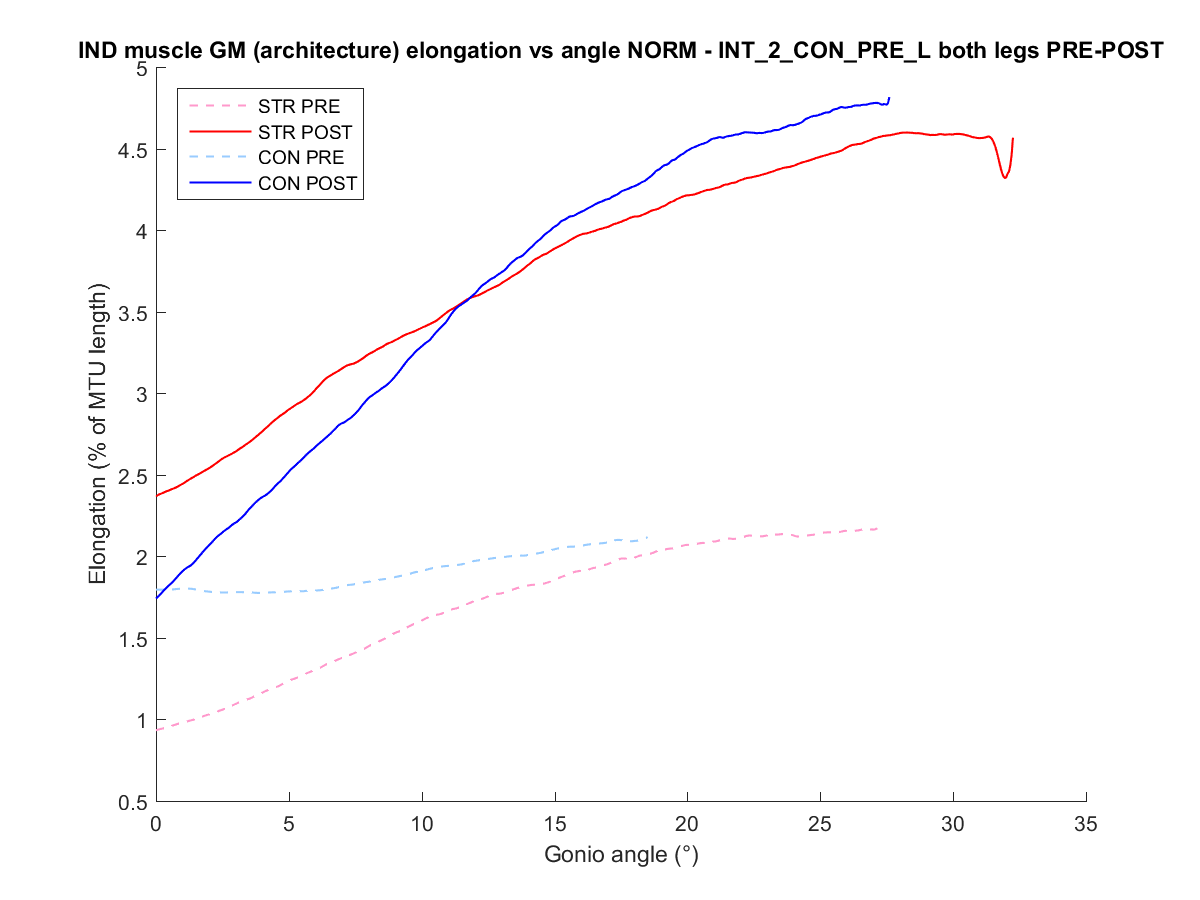 IND muscle GM (architecture) elongation vs angle NORM - INT_2_CON_PRE_L both legs PRE-POST
STR PRE
STR POST
CON PRE
CON POST
5
4.5
4
3.5
3
2.5
2
1.5
1
0.5
Elongation (% of MTU length)
0 5 10 15 20 25 30 35
Gonio angle (°)